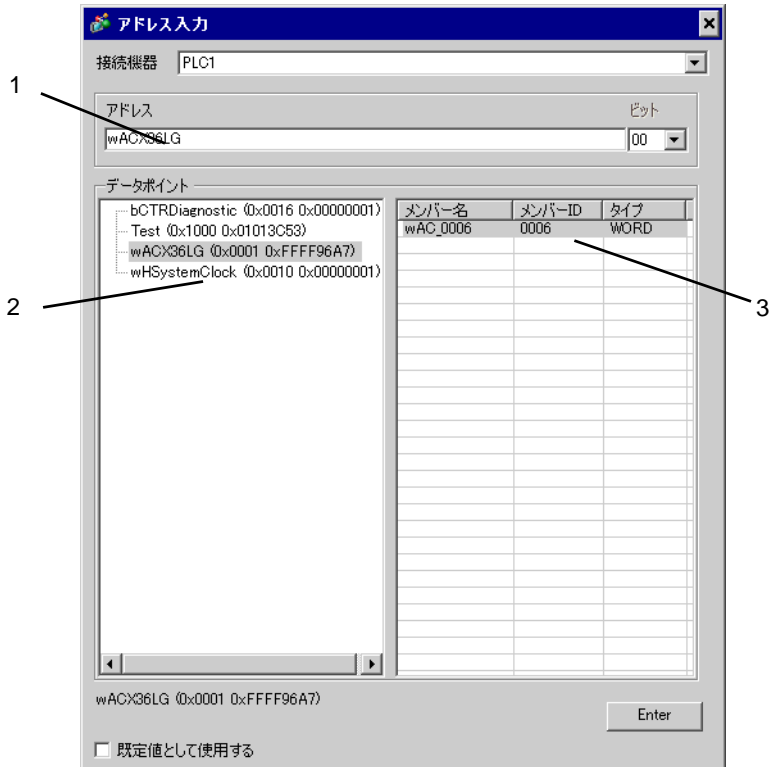 アドレス入力
接続機器 PLC1
1
アドレス ビット
wACX36LG 00
データポイント
bCTRDiagnostic (0x0016 0x00000001)
Test (0x1000 0x01013C53)
wACX36LG (0x0001 0xFFFF96A7)
wHSystemClock (0x0010 0x00000001)
メンバー名 メンバーID タイプ
wAC_0006 0006 WORD
2
3
wACX36LG (0x0001 0xFFFF96A7)
Enter
既定値として使用する